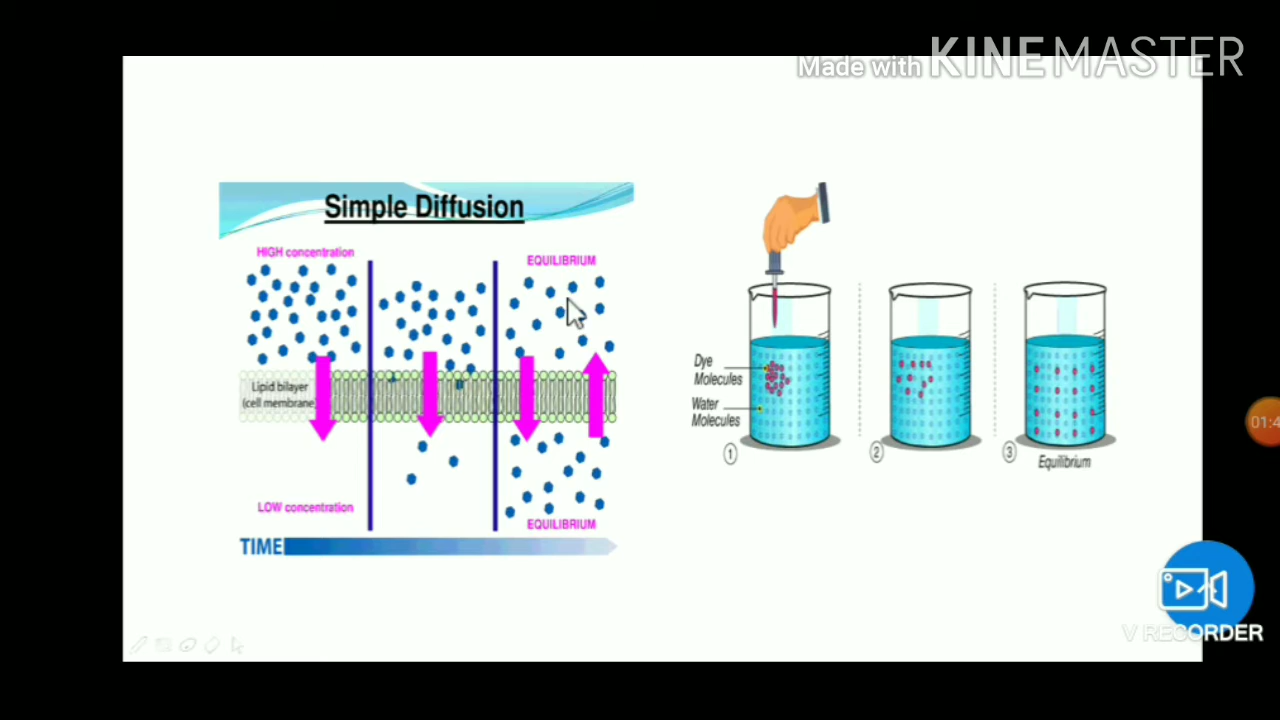 Made with KINEMASTER
Simple Diffusion
HIGH concentration
EQUILIBRIUM
Lipid bilayer
(cell membrane)
LOW concentration
EQUILIBRIUM
TIME
Dye
Molecules
Water
Molecules
1
2
3
Equilibrium
V RECORDER